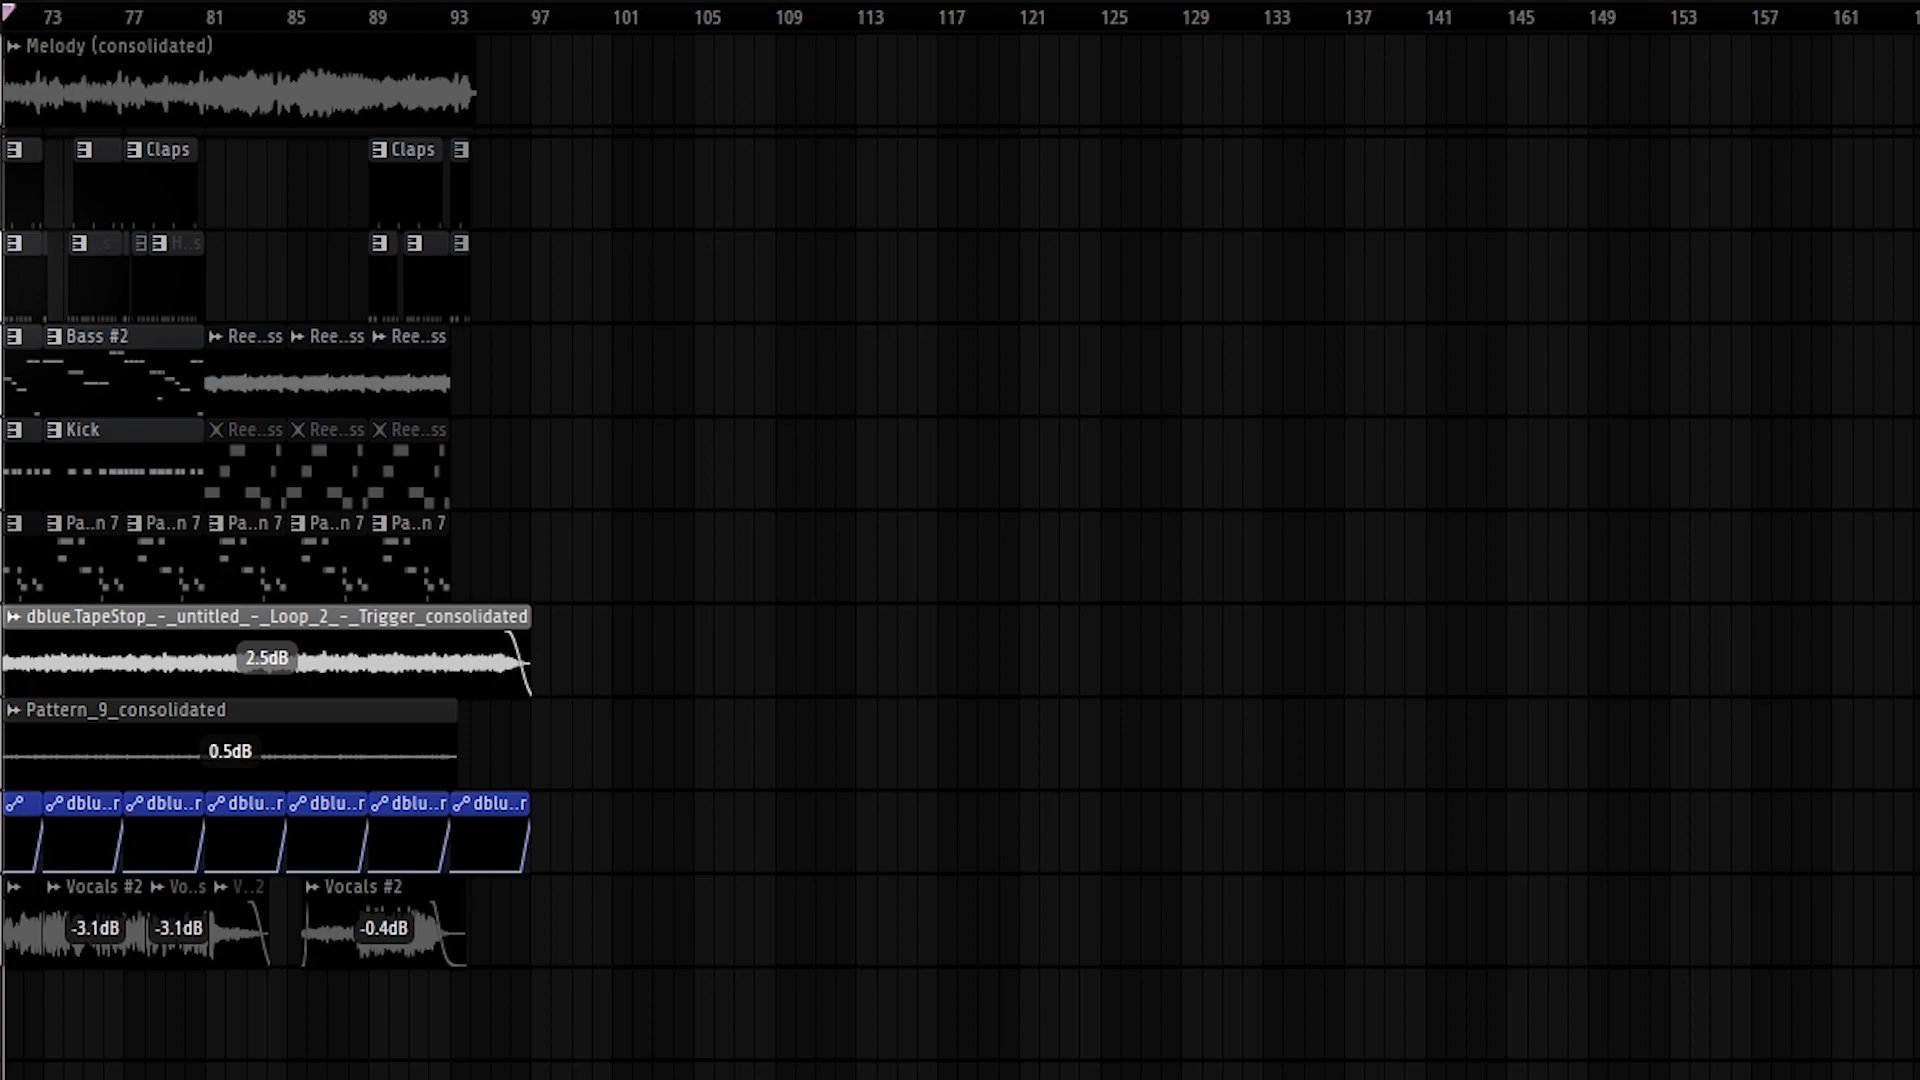 73 77 81 85 89 93 97 101 105 109 113 117 121 125 129 133 137 141 145 149 153 157 161
Melody (consolidated)
Claps Claps
H..s
Bass #2 Ree..ss Ree..ss Ree..ss
Kick Ree..ss Ree..ss Ree..ss
Pa..n 7 Pa..n 7 Pa..n 7 Pa..n 7 Pa..n 7
dblue.TapeStop_-_untitled_-_Loop_2_-_Trigger_consolidated
2.5dB
Pattern_9_consolidated
0.5dB
dblu..r dblu..r dblu..r dblu..r dblu..r dblu..r
Vocals #2 Vo..s V..2 Vocals #2
-3.1dB -3.1dB -0.4dB